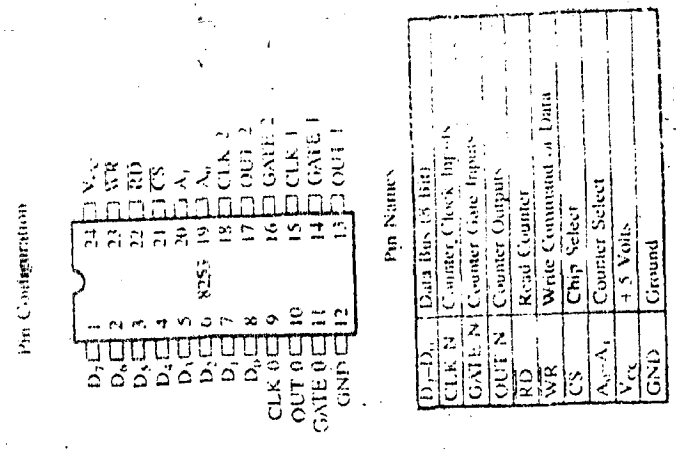 Pin Configuration
D7 1 24 VCC
D6 2 23 WR
D5 3 22 RD
D4 4 21 CS
D3 5 20 A1
D2 6 8253 19 A0
D1 7 18 CLK 2
D0 8 17 OUT 2
CLK 0 9 16 GATE 2
OUT 0 10 15 CLK 1
GATE 0 11 14 GATE 1
GND 12 13 OUT 1
Pin Names
D7-D0 Data Bus (8 Bit)
CLK N Counter Clock Inputs
GATE N Counter Gate Inputs
OUT N Counter Outputs
RD Read Counter
WR Write Command or Data
CS Chip Select
A0-A1 Counter Select
VCC +5 Volts
GND Ground